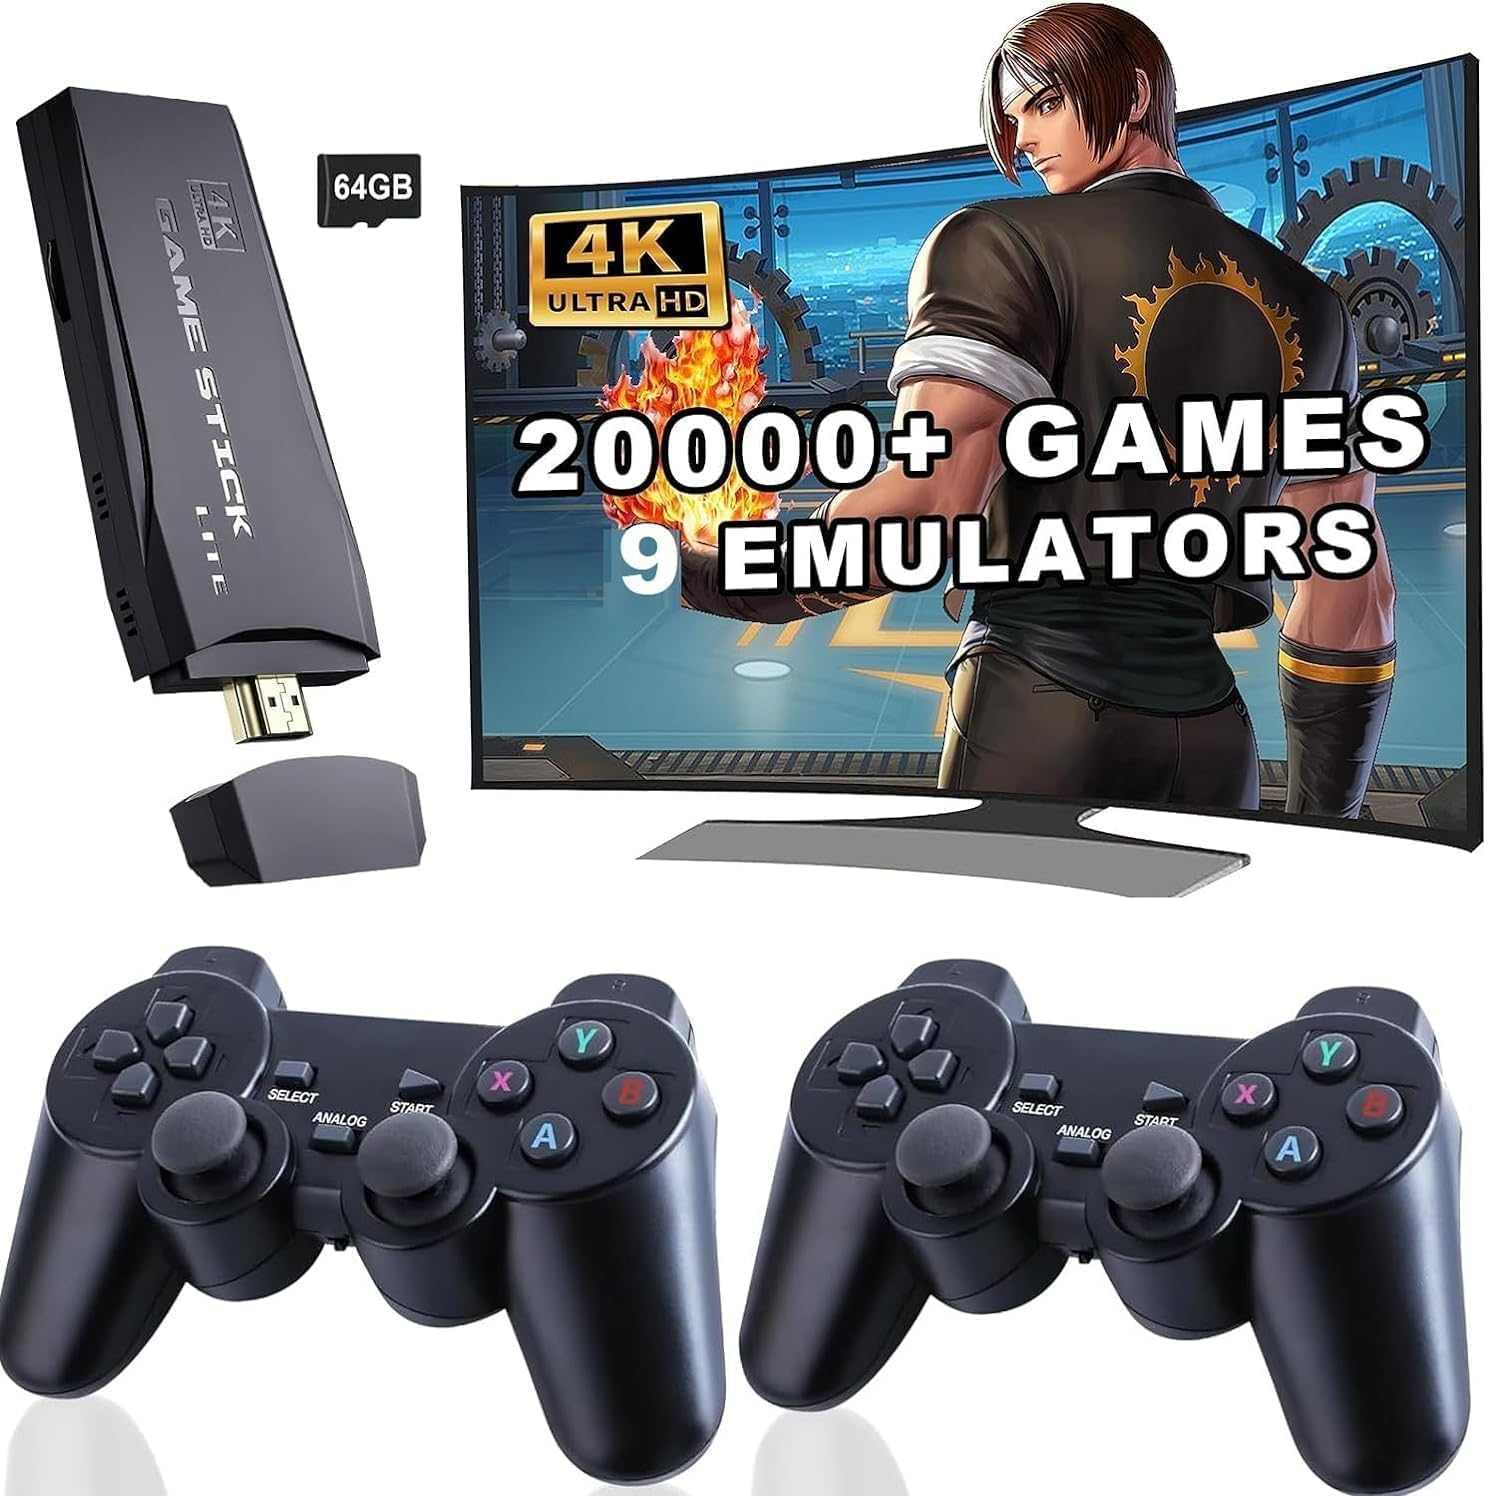 4K
ULTRA HD
GAME STICK
LITE
64GB
4K
ULTRA HD
20000+ GAMES
9 EMULATORS
SELECT
ANALOG
START
Y
X
B
A
SELECT
ANALOG
START
Y
X
B
A